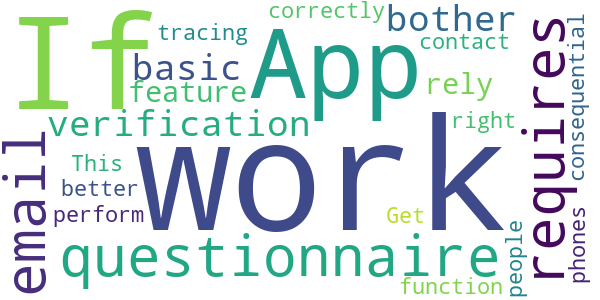 If
App
work
correctly
tracing
bother
contact
basic
feature
rely
requires
consequential
verification
right
This
better
perform
Get
email
questionnaire
people
phones
function